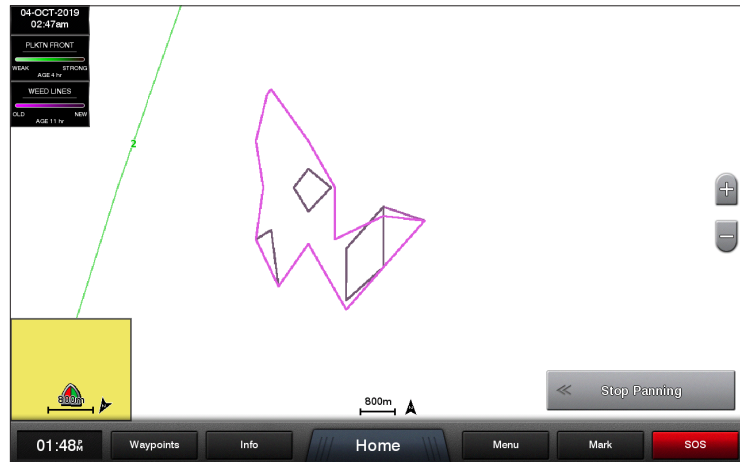 04-OCT-2019
02:47am
PLKTN FRONT
WEAK STRONG
AGE 4 hr
WEED LINES
OLD NEW
AGE 11 hr
2
+
−
800m
800m
Stop Panning
01:48PM
Waypoints
Info
Home
Menu
Mark
SOS